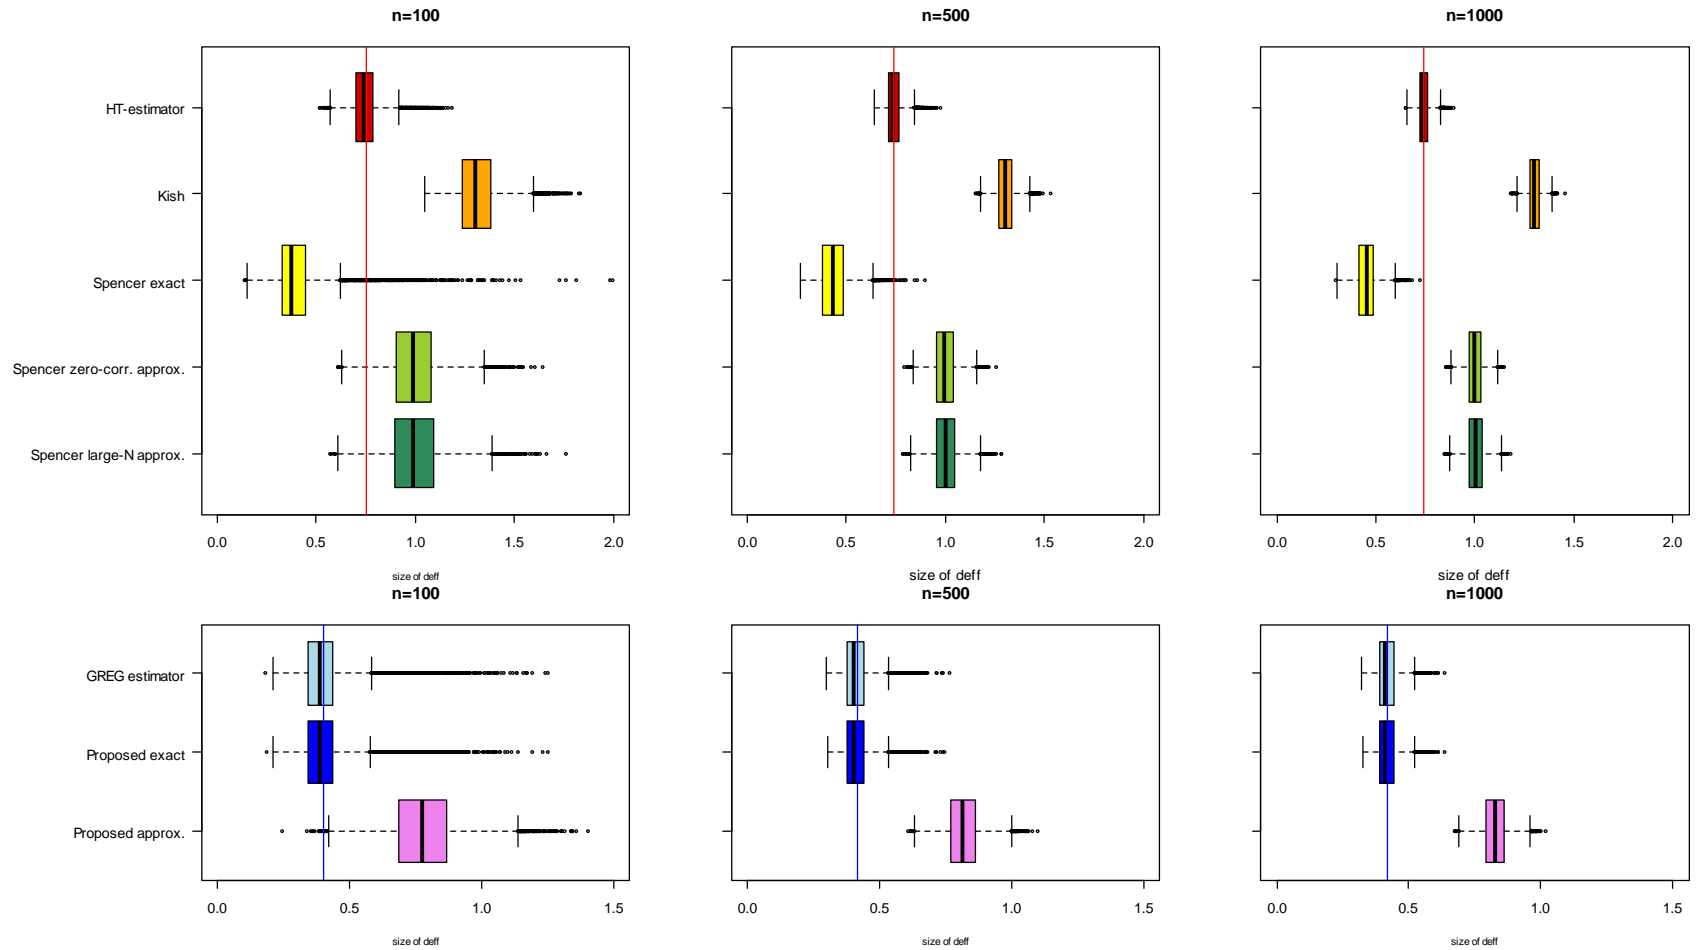 n=100
n=500
n=1000
HT-estimator
Kish
Spencer exact
Spencer zero-corr. approx.
Spencer large-N approx.
0.0 0.5 1.0 1.5 2.0
0.0 0.5 1.0 1.5 2.0
0.0 0.5 1.0 1.5 2.0
size of deff
size of deff
size of deff
n=100
n=500
n=1000
GREG estimator
Proposed exact
Proposed approx.
0.0 0.5 1.0 1.5
0.0 0.5 1.0 1.5
0.0 0.5 1.0 1.5
size of deff
size of deff
size of deff